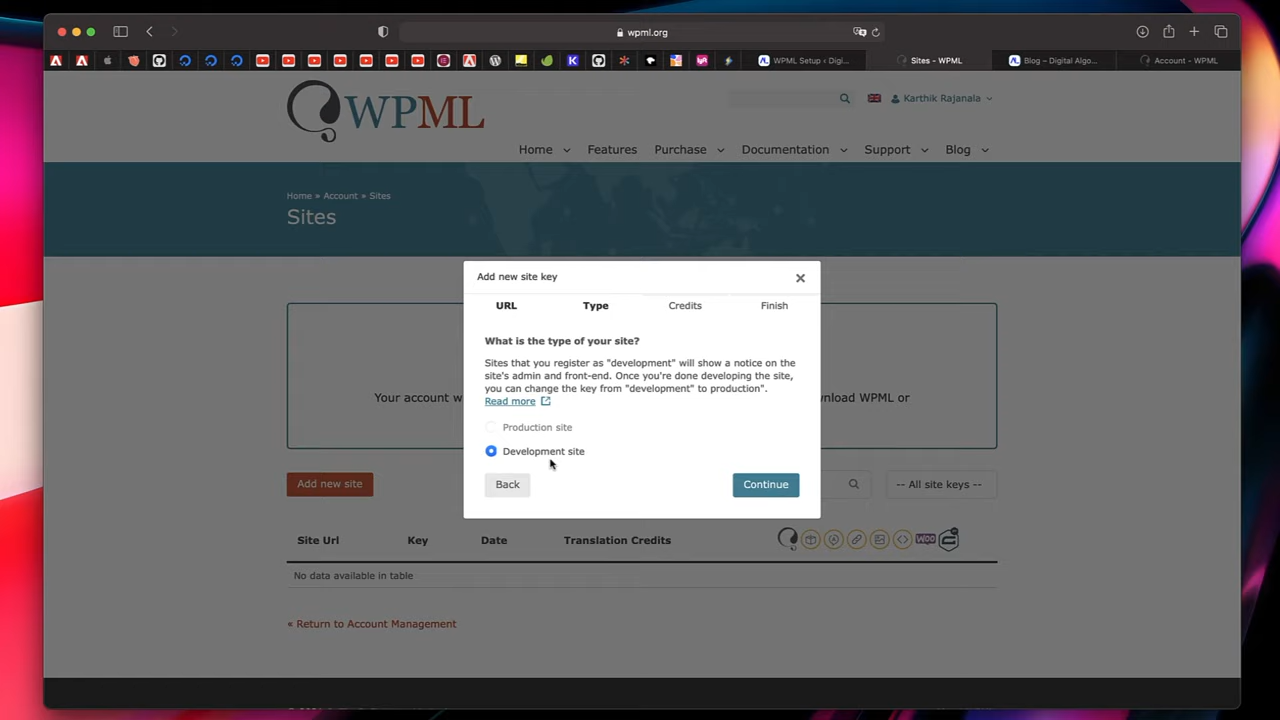 wpml.org
WPML Setup ‹ Digi...
Sites - WPML
Blog – Digital Algo...
Account - WPML
WPML
Karthik Rajanala
Home
Features
Purchase
Documentation
Support
Blog
Home » Account » Sites
Sites
Add new site key
URL
Type
Credits
Finish
What is the type of your site?
Sites that you register as "development" will show a notice on the
site's admin and front-end. Once you're done developing the site,
you can change the key from "development" to production".
Read more
Your account w
nload WPML or
Production site
Development site
Back
Continue
Add new site
-- All site keys --
Site Url
Key
Date
Translation Credits
WOO
No data available in table
« Return to Account Management